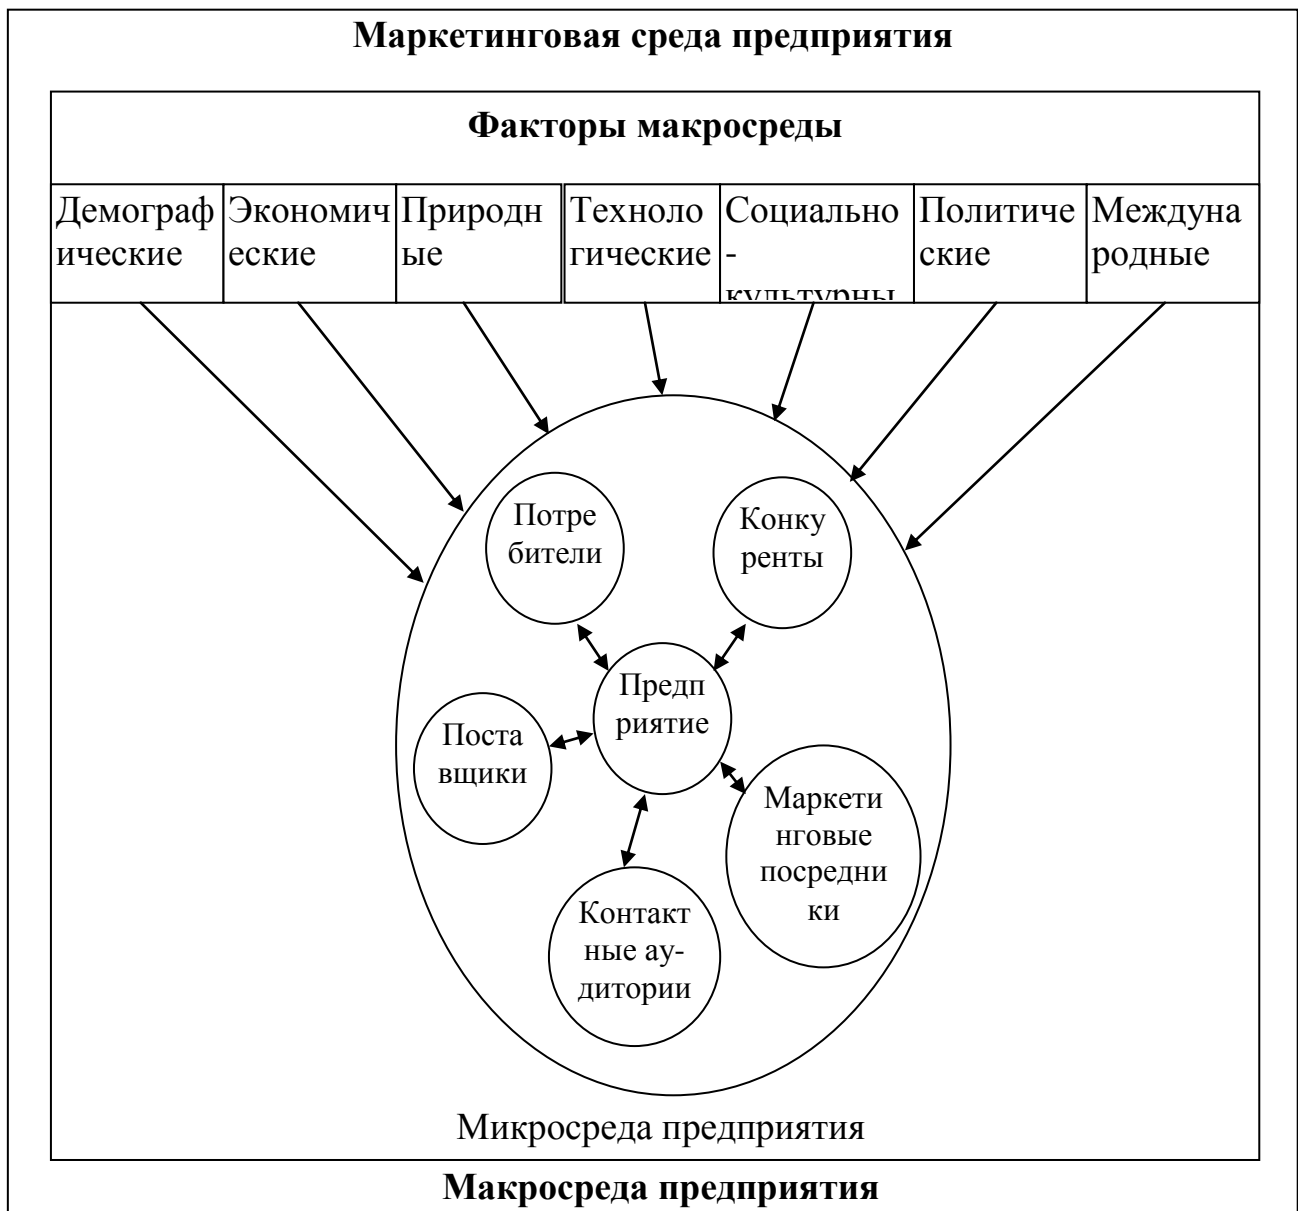 Маркетинговая среда предприятия
Факторы макросреды
Демограф
ические
Экономич
еские
Природн
ые
Техноло
гические
Социально
-
культурны
Политиче
ские
Междуна
родные
Потре
бители
Конку
ренты
Предп
риятие
Поста
вщики
Маркети
нговые
посредни
ки
Контакт
ные ау-
дитории
Микросреда предприятия
Макросреда предприятия